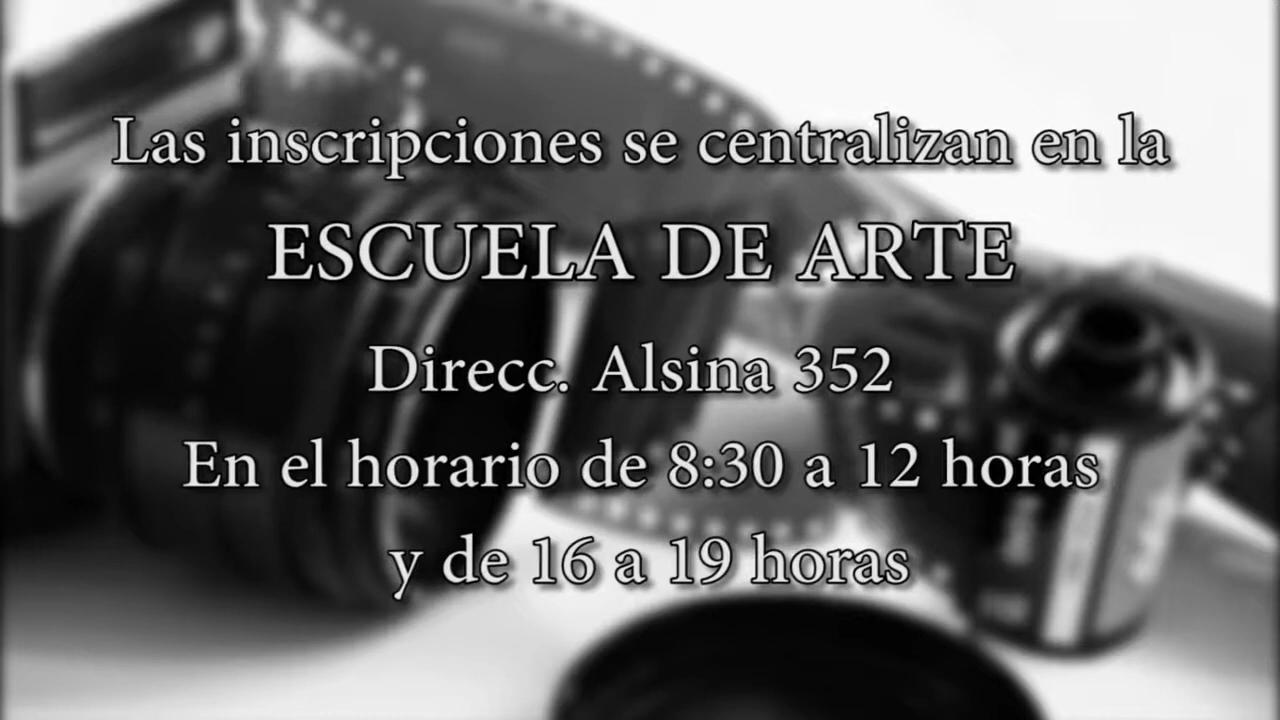 Las inscripciones se centralizan en la
ESCUELA DE ARTE
Direcc. Alsina 352
En el horario de 8:30 a 12 horas
y de 16 a 19 horas